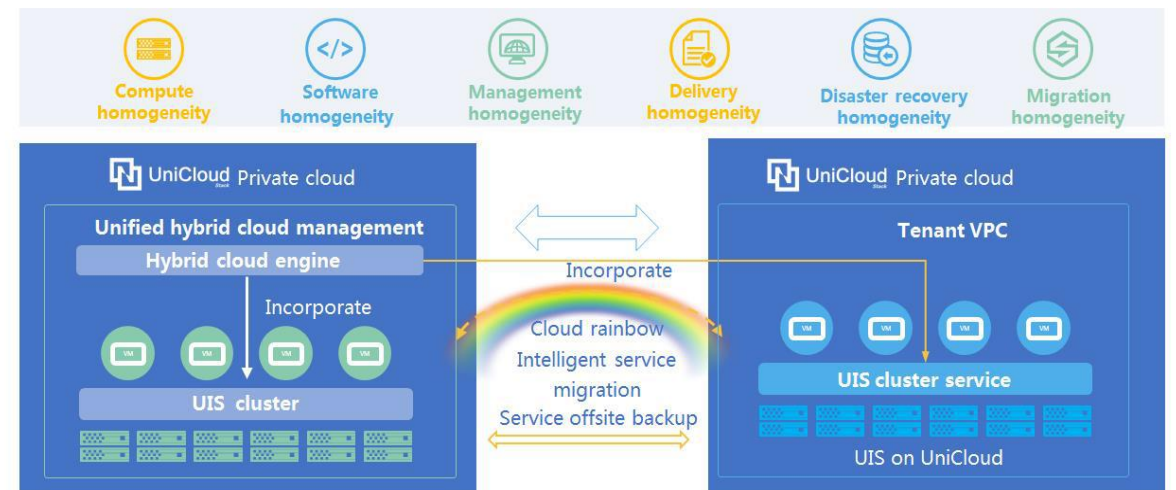 </>
Compute
homogeneity
Software
homogeneity
Management
homogeneity
Delivery
homogeneity
Disaster recovery
homogeneity
Migration
homogeneity
UniCloud Private cloud
Stack
Unified hybrid cloud management
Hybrid cloud engine
Incorporate
VM VM VM VM
UIS cluster
Incorporate
Cloud rainbow
Intelligent service
migration
Service offsite backup
UniCloud Private cloud
Stack
Tenant VPC
VM VM VM VM
UIS cluster service
UIS on UniCloud